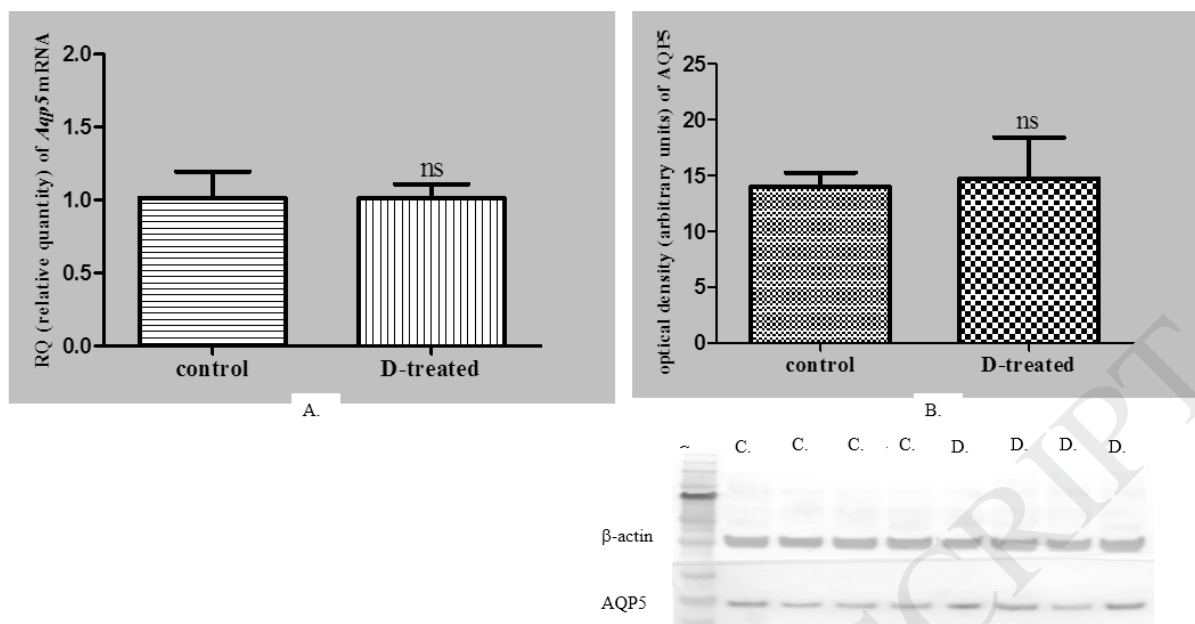 RQ (relative quantity) of Aqp5 mRNA
2.0
1.5
1.0
0.5
0.0
ns
control D-treated
A.
optical density (arbitrary units) of AQP5
25
20
15
10
5
0
ns
control D-treated
B.
C. C. C. C. D. D. D. D.
β-actin
AQP5
SCRIPT